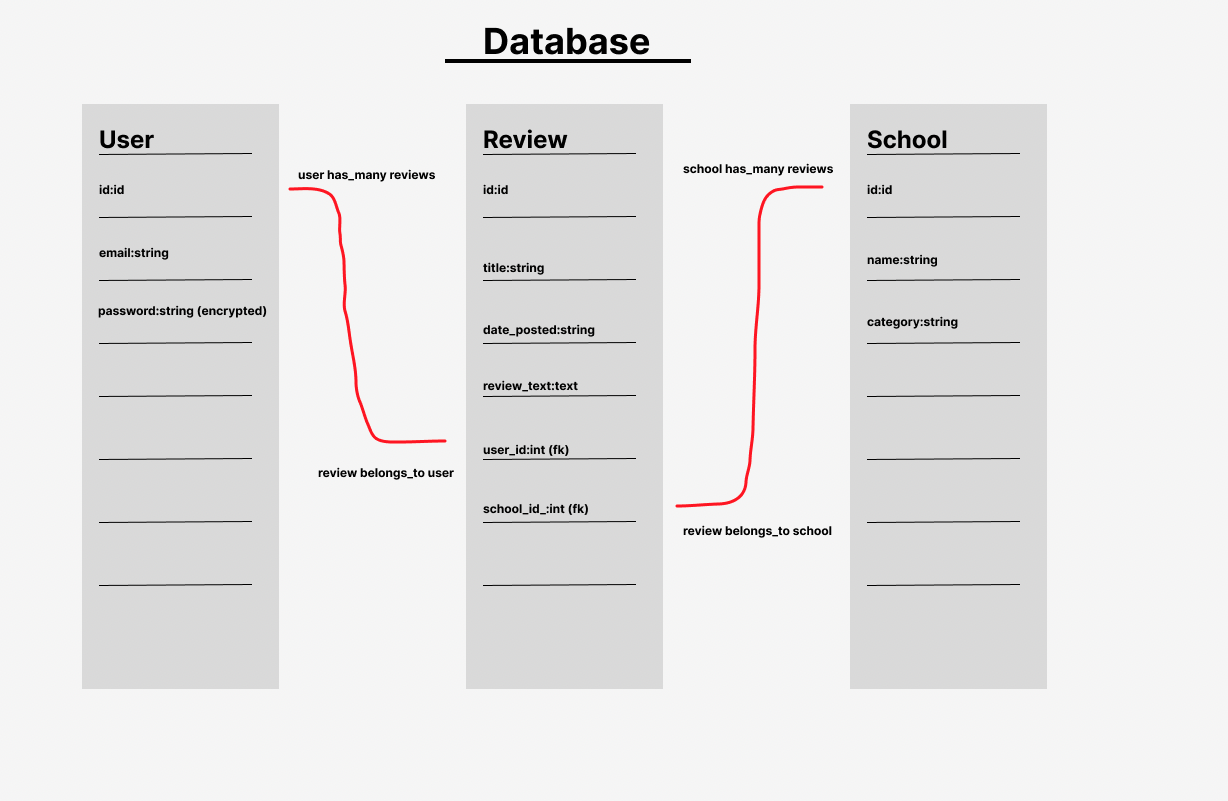 Database
User
id:id
email:string
password:string (encrypted)
user has_many reviews
review belongs_to user
Review
id:id
title:string
date_posted:string
review_text:text
user_id:int (fk)
school_id_:int (fk)
school has_many reviews
review belongs_to school
School
id:id
name:string
category:string